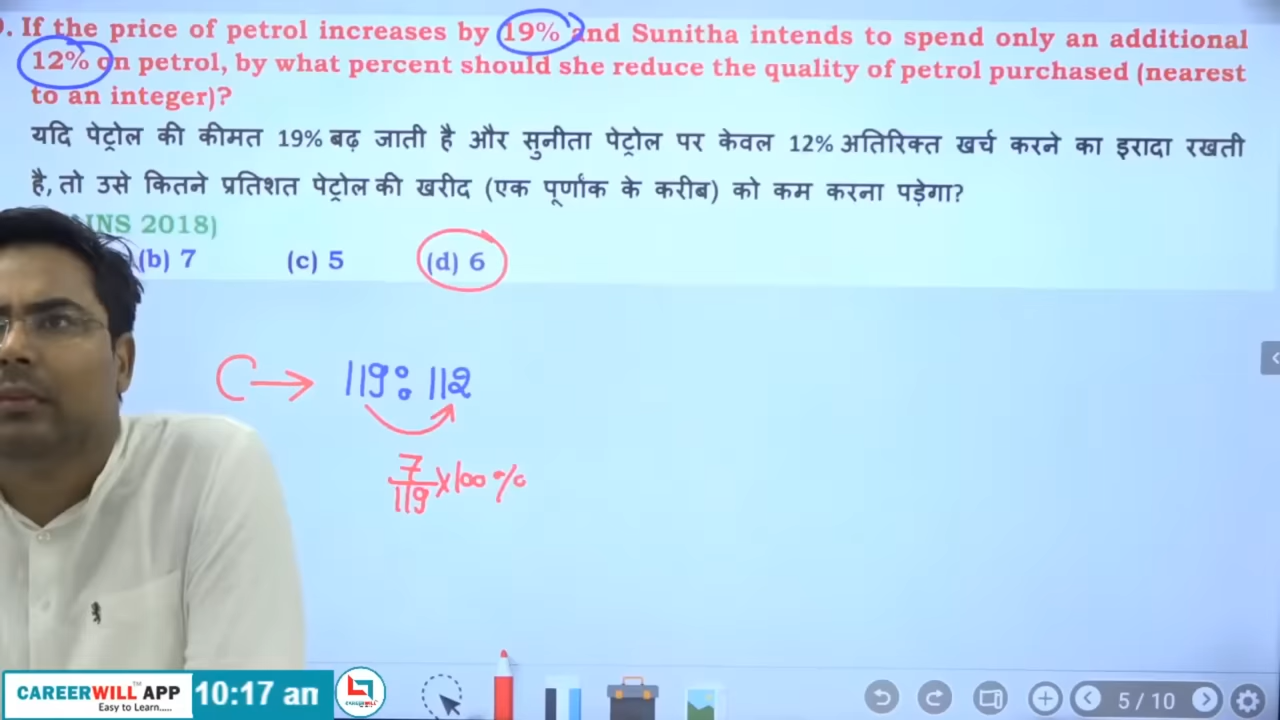 . If the price of petrol increases by 19% and Sunitha intends to spend only an additional
12% on petrol, by what percent should she reduce the quality of petrol purchased (nearest
to an integer)?
यदि पेट्रोल की कीमत 19% बढ़ जाती है और सुनीता पेट्रोल पर केवल 12% अतिरिक्त खर्च करने का इरादा रखती
है, तो उसे कितने प्रतिशत पेट्रोल की खरीद (एक पूर्णांक के करीब) को कम करना पड़ेगा?
INS 2018)
(b) 7 (c) 5 (d) 6
C → 119 : 112
7/119 × 100 %
CAREERWILL APP
Easy to Learn.....
10:17 an
CAREERWILL
5 / 10